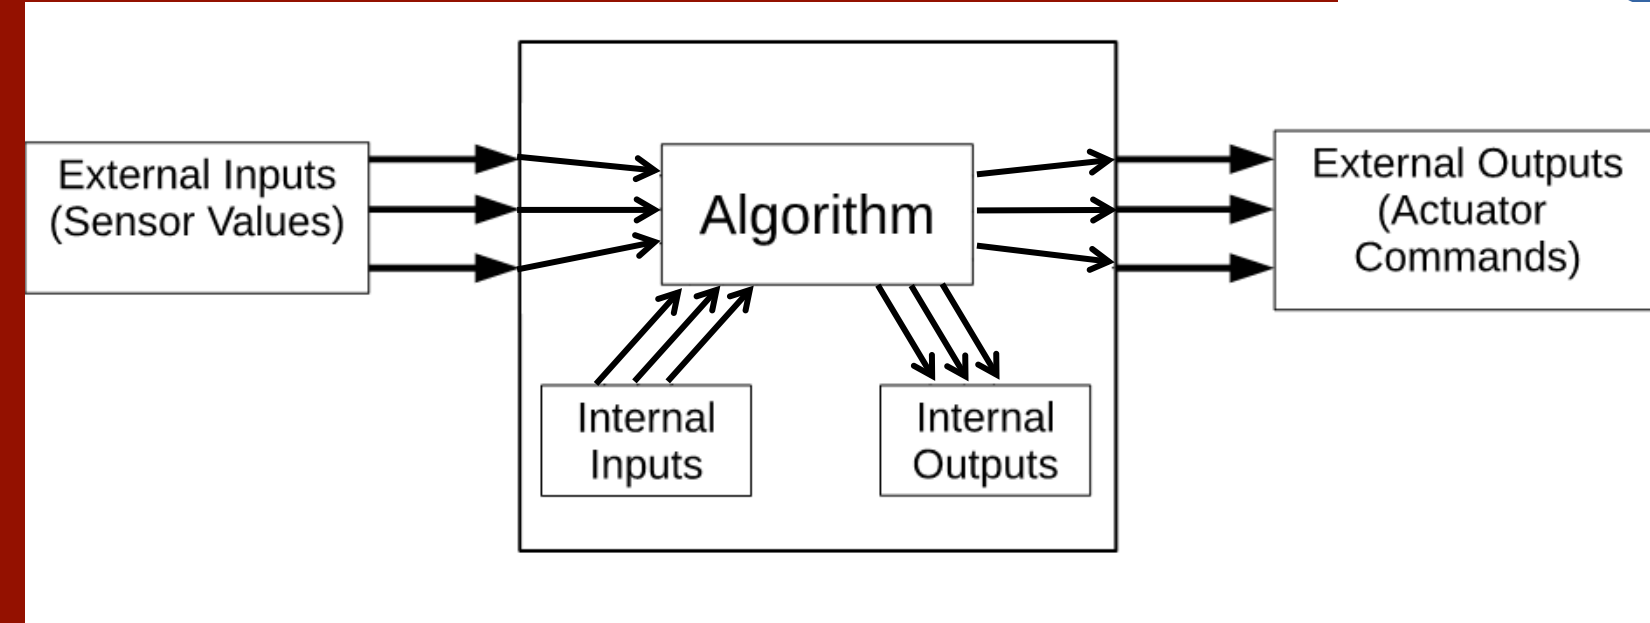 External Inputs
(Sensor Values)
Algorithm
External Outputs
(Actuator
Commands)
Internal
Inputs
Internal
Outputs